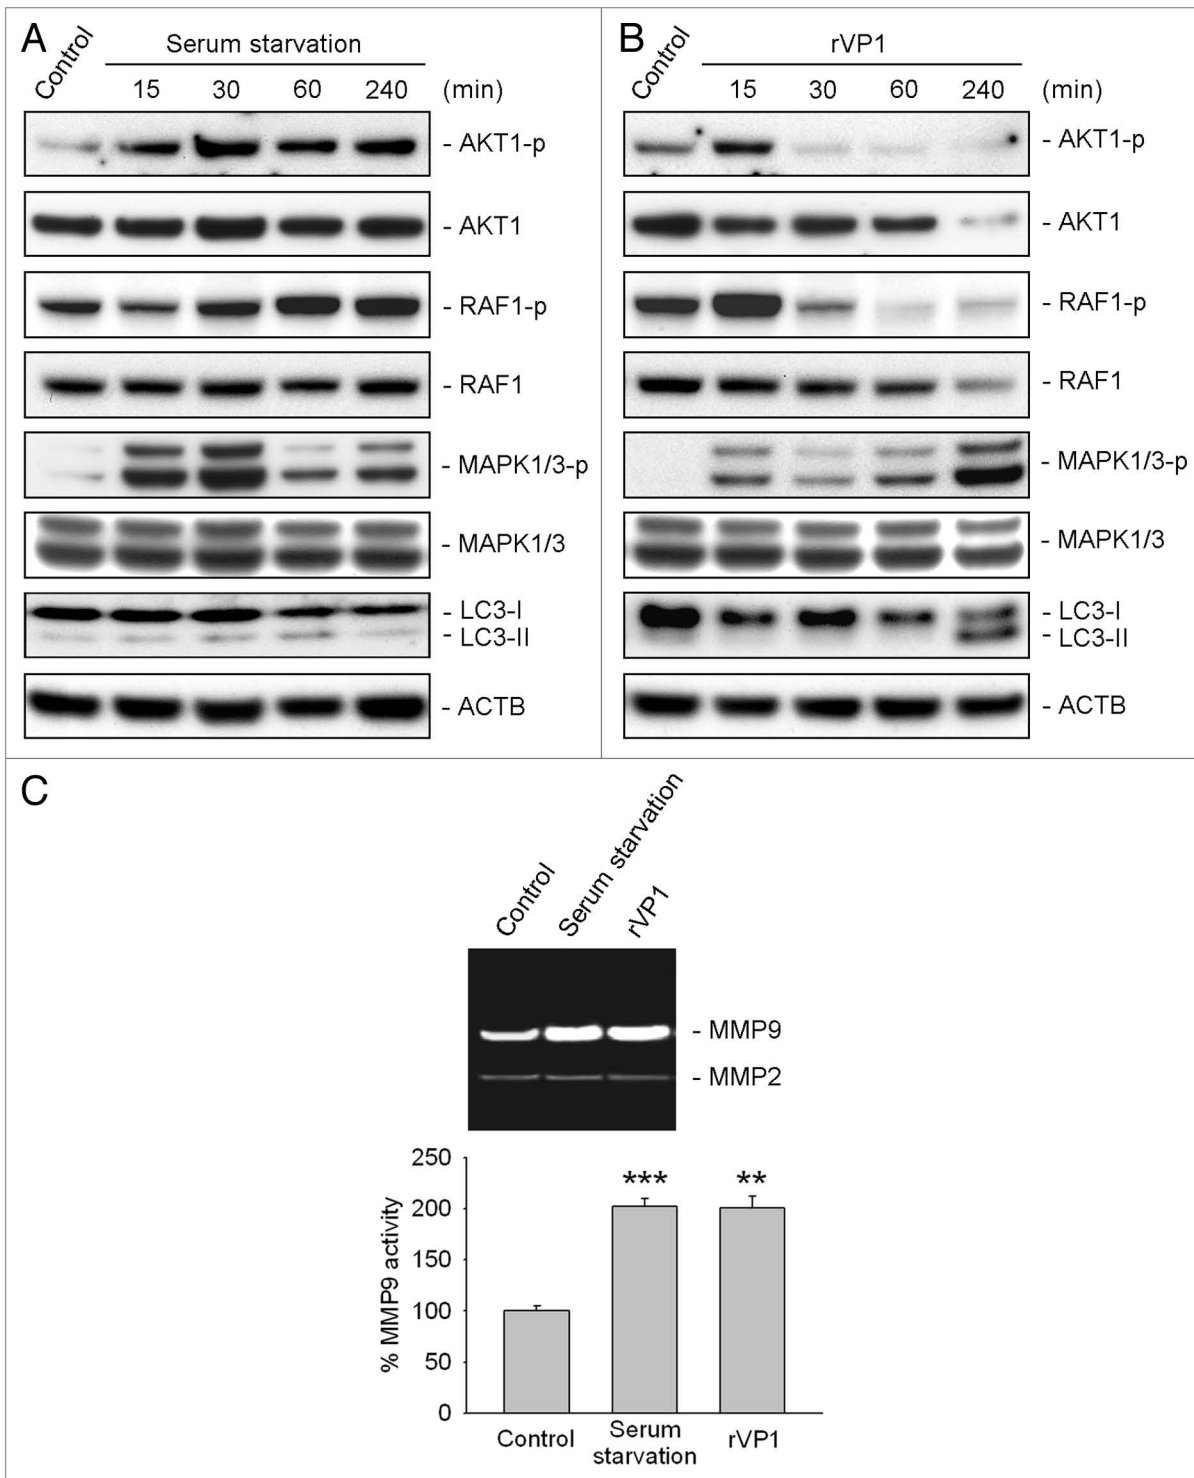 A
Control
Serum starvation
15 30 60 240 (min)
- AKT1-p
- AKT1
- RAF1-p
- RAF1
- MAPK1/3-p
- MAPK1/3
- LC3-I
- LC3-II
- ACTB
B
Control
rVP1
15 30 60 240 (min)
- AKT1-p
- AKT1
- RAF1-p
- RAF1
- MAPK1/3-p
- MAPK1/3
- LC3-I
- LC3-II
- ACTB
C
Control
Serum starvation
rVP1
- MMP9
- MMP2
% MMP9 activity
250
200
150
100
50
0
***
**
Control
Serum
starvation
rVP1